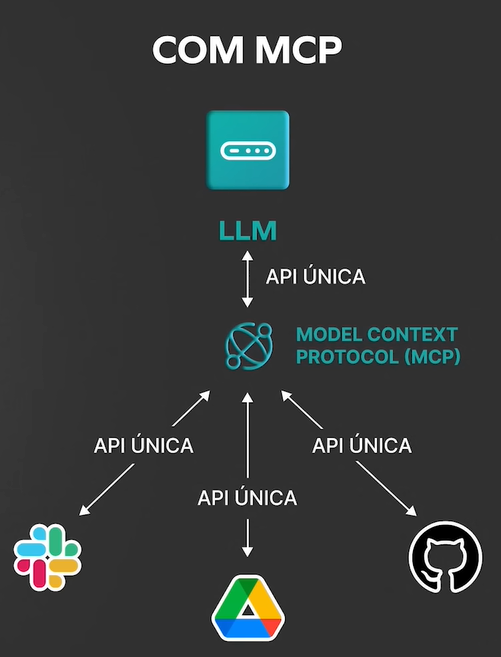 COM MCP
LLM
API ÚNICA
MODEL CONTEXT
PROTOCOL (MCP)
API ÚNICA
API ÚNICA
API ÚNICA